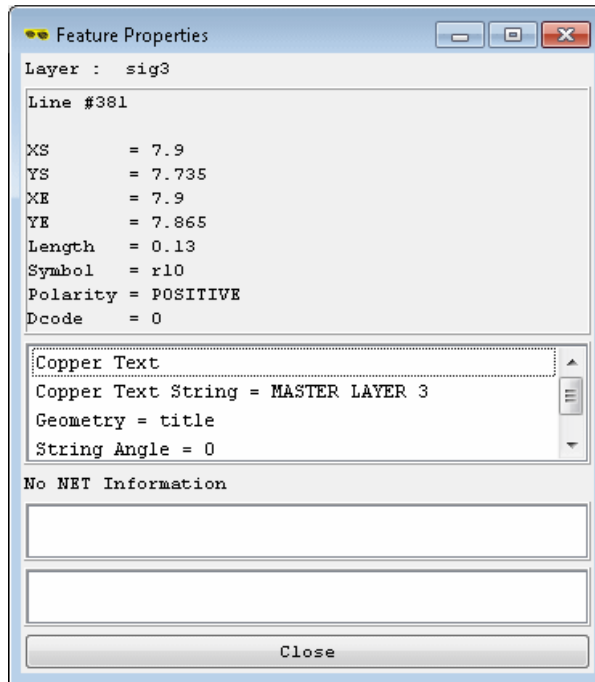 Feature Properties
Layer :  sig3
Line #381
XS       = 7.9
YS       = 7.735
XE       = 7.9
YE       = 7.865
Length   = 0.13
Symbol   = r10
Polarity = POSITIVE
Dcode    = 0
Copper Text
Copper Text String = MASTER LAYER 3
Geometry = title
String Angle = 0
No NET Information
Close